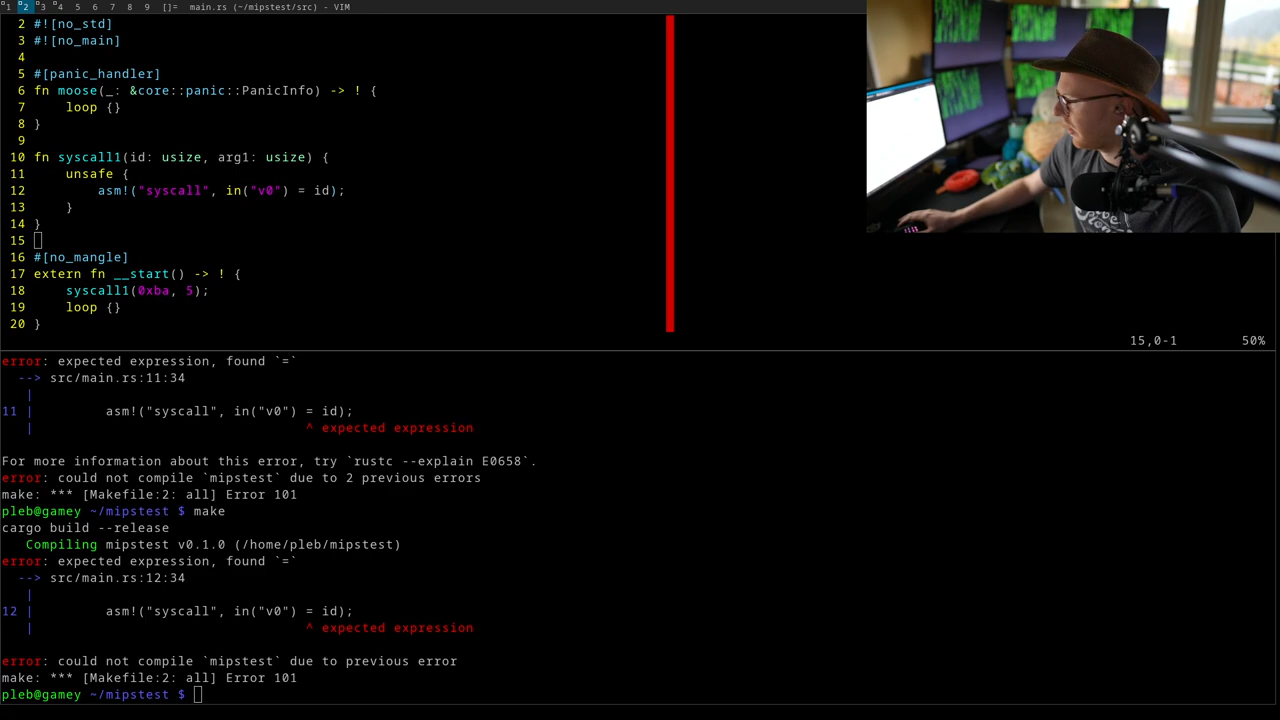 1 2 3 4 5 6 7 8 9 []= main.rs (~/mipstest/src) - VIM
2 #![no_std]
3 #![no_main]
4
5 #[panic_handler]
6 fn moose(_: &core::panic::PanicInfo) -> ! {
7     loop {}
8 }
9
10 fn syscall1(id: usize, arg1: usize) {
11     unsafe {
12         asm!("syscall", in("v0") = id);
13     }
14 }
15
16 #[no_mangle]
17 extern fn __start() -> ! {
18     syscall1(0xba, 5);
19     loop {}
20 }
15,0-1 50%
error: expected expression, found `=`
  --> src/main.rs:11:34
   |
11 |         asm!("syscall", in("v0") = id);
   |                                  ^ expected expression
For more information about this error, try `rustc --explain E0658`.
error: could not compile `mipstest` due to 2 previous errors
make: *** [Makefile:2: all] Error 101
pleb@gamey ~/mipstest $ make
cargo build --release
   Compiling mipstest v0.1.0 (/home/pleb/mipstest)
error: expected expression, found `=`
  --> src/main.rs:12:34
   |
12 |         asm!("syscall", in("v0") = id);
   |                                  ^ expected expression
error: could not compile `mipstest` due to previous error
make: *** [Makefile:2: all] Error 101
pleb@gamey ~/mipstest $